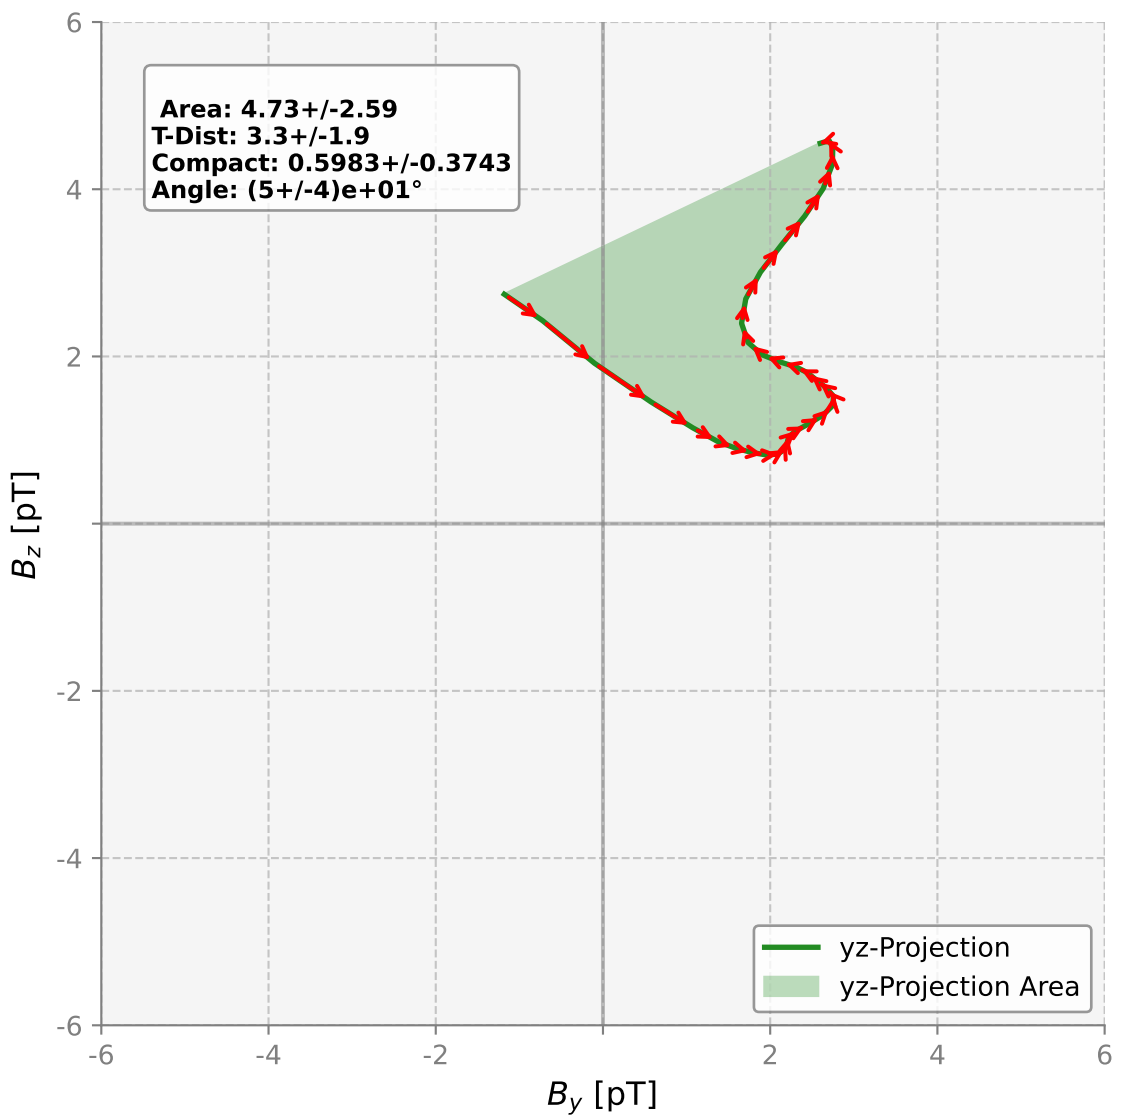 6
4
2
-2
-4
-6
-6
-4
-2
2
4
6
Area: 4.73+/-2.59
T-Dist: 3.3+/-1.9
Compact: 0.5983+/-0.3743
Angle: (5+/-4)e+01°
B_z [pT]
yz-Projection
yz-Projection Area
B_y [pT]